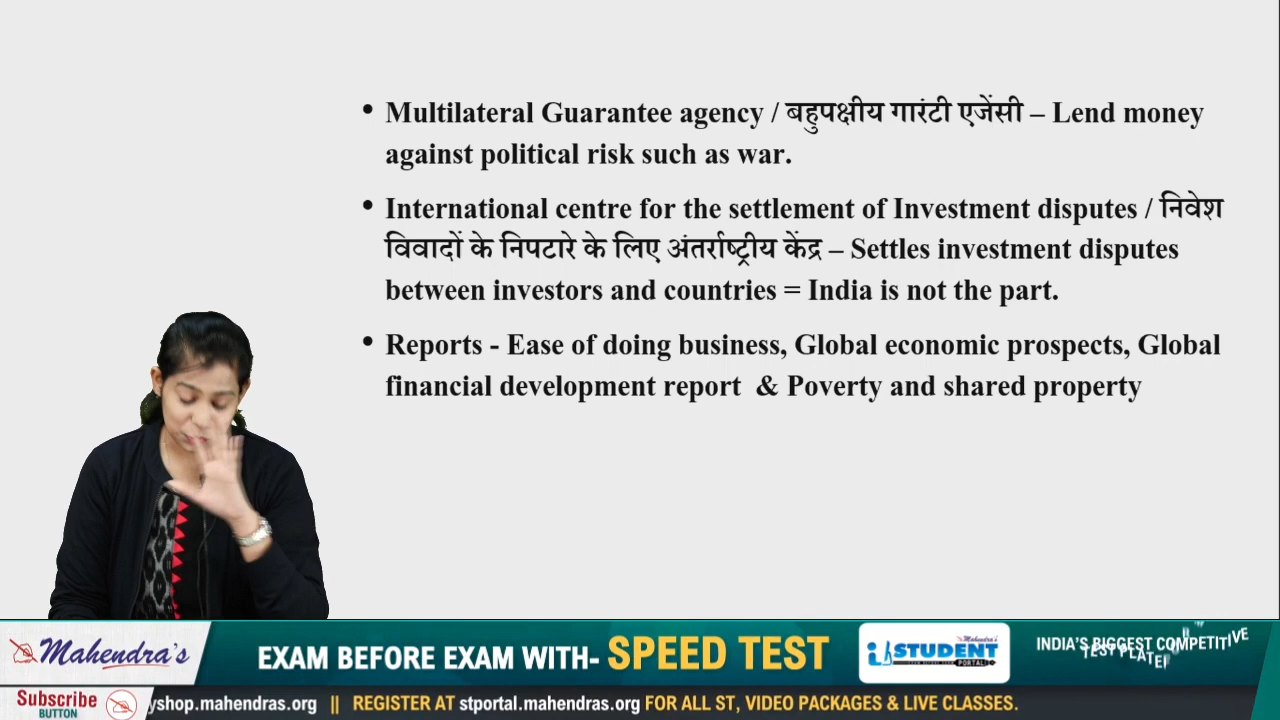 • Multilateral Guarantee agency / बहुपक्षीय गारंटी एजेंसी – Lend money
against political risk such as war.
• International centre for the settlement of Investment disputes / निवेश
विवादों के निपटारे के लिए अंतर्राष्ट्रीय केंद्र – Settles investment disputes
between investors and countries = India is not the part.
• Reports - Ease of doing business, Global economic prospects, Global
financial development report & Poverty and shared property
Mahendra's
EXAM BEFORE EXAM WITH- SPEED TEST
Mahendra's
STUDENT
PORTAL
INDIA'S BIGGEST COMPETITIVE
TEST
Subscribe
BUTTON
yshop.mahendras.org || REGISTER AT stportal.mahendras.org FOR ALL ST, VIDEO PACKAGES & LIVE CLASSES.